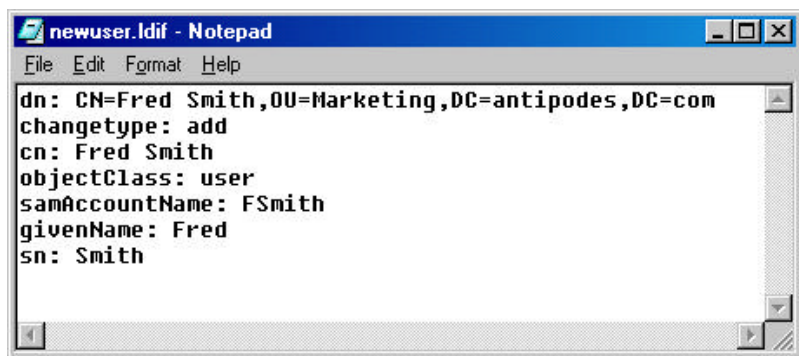 newuser.ldif - Notepad
File Edit Format Help
dn: CN=Fred Smith,OU=Marketing,DC=antipodes,DC=com
changetype: add
cn: Fred Smith
objectClass: user
samAccountName: FSmith
givenName: Fred
sn: Smith